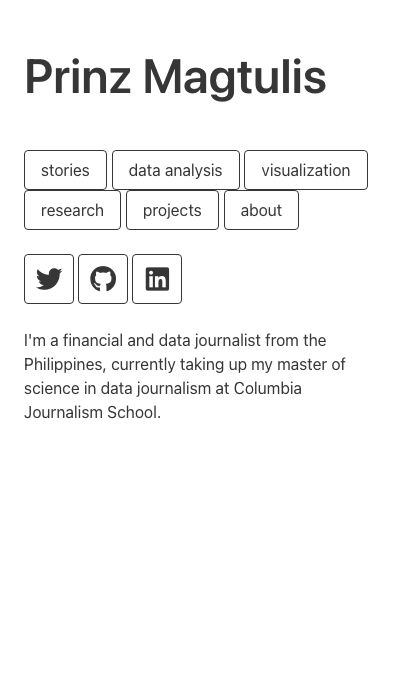 Prinz Magtulis
stories data analysis visualization
research projects about
I'm a financial and data journalist from the
Philippines, currently taking up my master of
science in data journalism at Columbia
Journalism School.